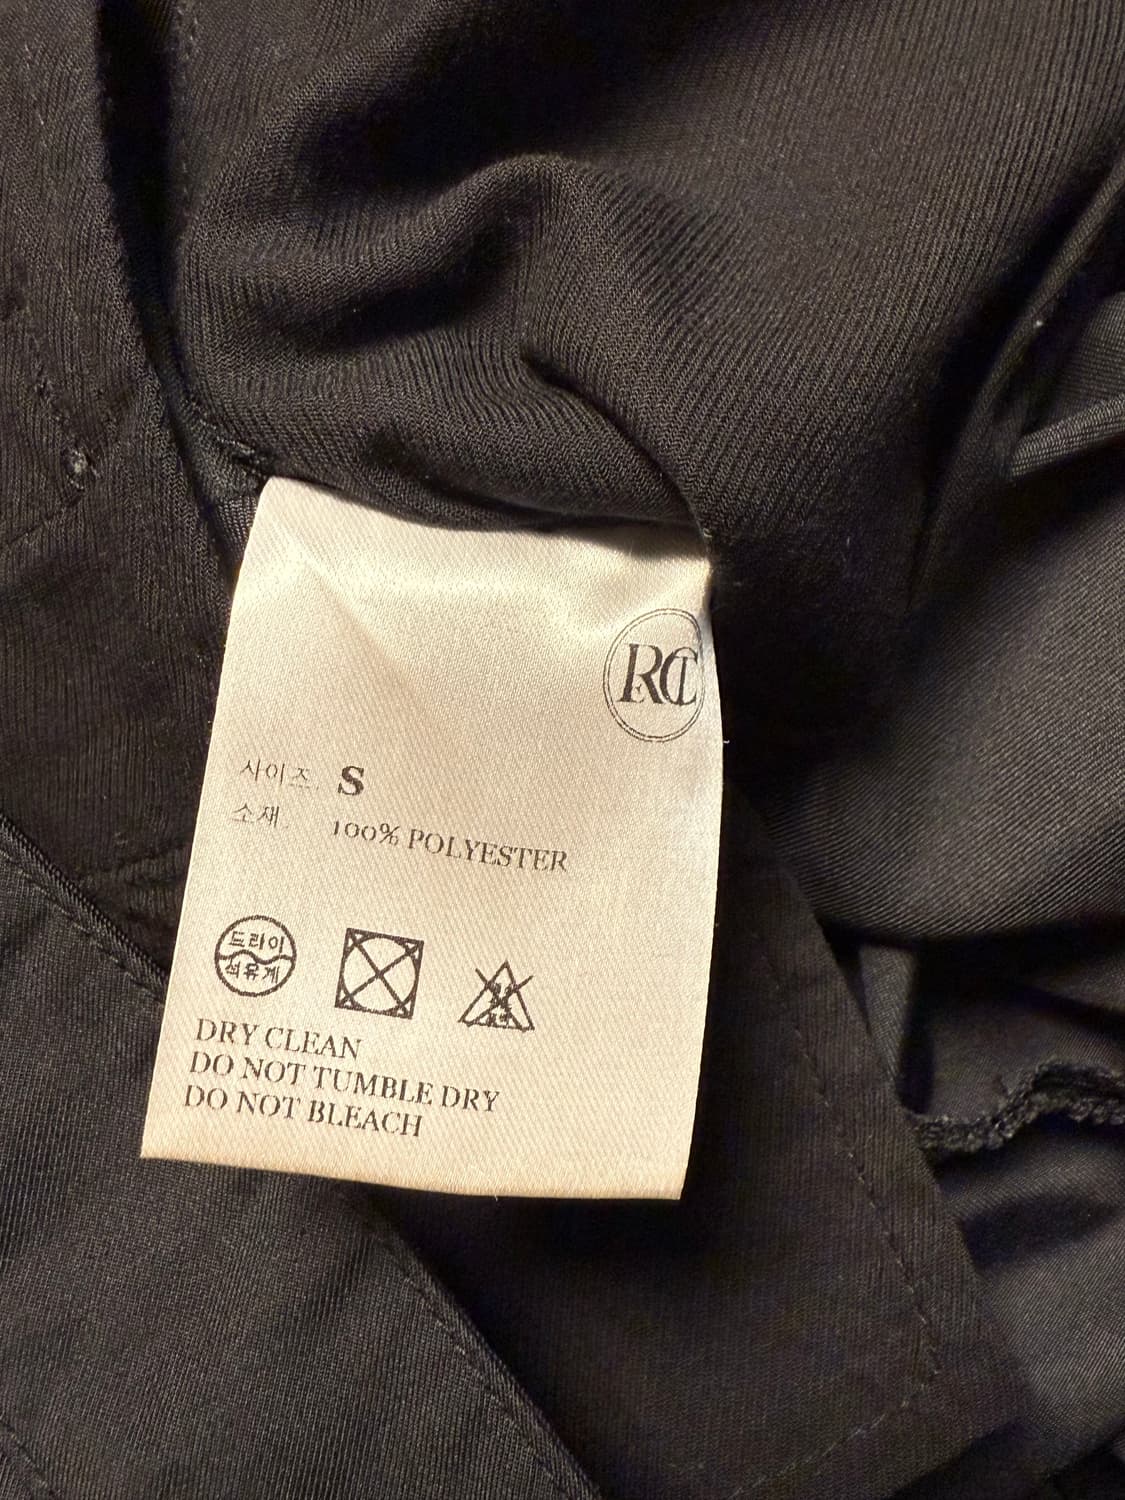 사이즈. S
소재. 100% POLYESTER
드라이
석유계
DRY CLEAN
DO NOT TUMBLE DRY
DO NOT BLEACH